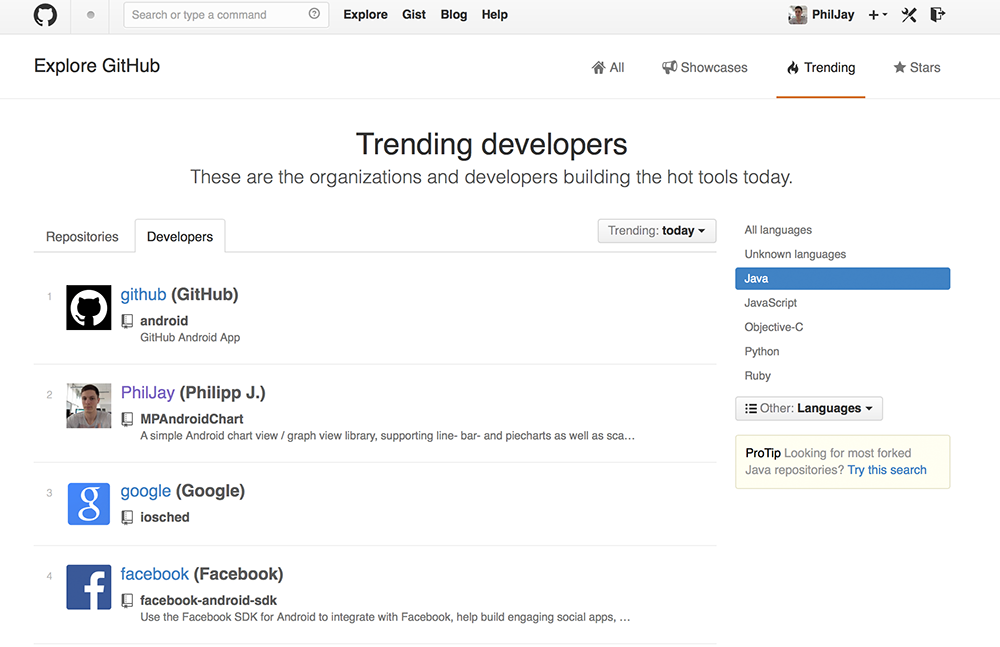 Search or type a command
Explore Gist Blog Help
PhilJay
Explore GitHub
All Showcases Trending Stars
Trending developers
These are the organizations and developers building the hot tools today.
Repositories Developers
Trending: today
1
github (GitHub)
android
GitHub Android App
2
PhilJay (Philipp J.)
MPAndroidChart
A simple Android chart view / graph view library, supporting line- bar- and piecharts as well as sca…
3
google (Google)
iosched
4
facebook (Facebook)
facebook-android-sdk
Use the Facebook SDK for Android to integrate with Facebook, help build engaging social apps, …
All languages
Unknown languages
Java
JavaScript
Objective-C
Python
Ruby
Other: Languages
ProTip Looking for most forked
Java repositories? Try this search